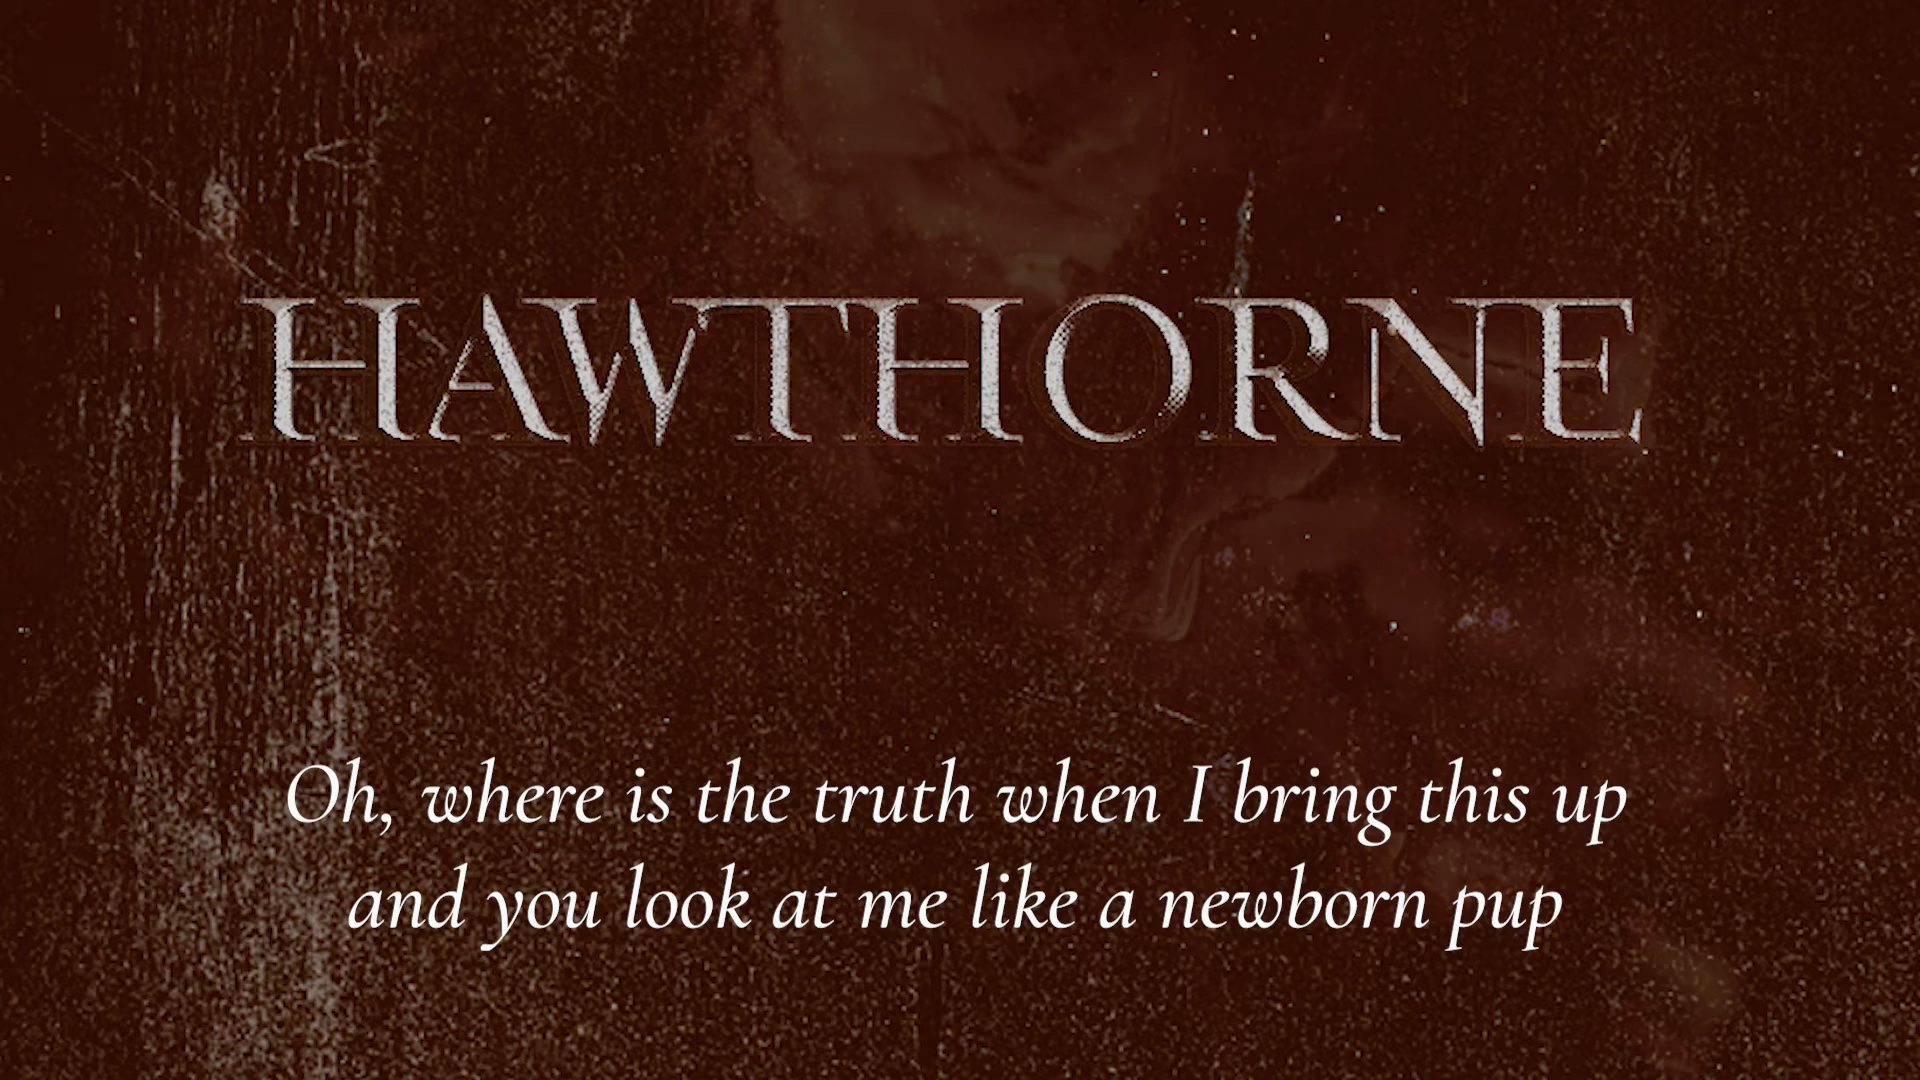 HAWTHORNE
Oh, where is the truth when I bring this up
and you look at me like a newborn pup